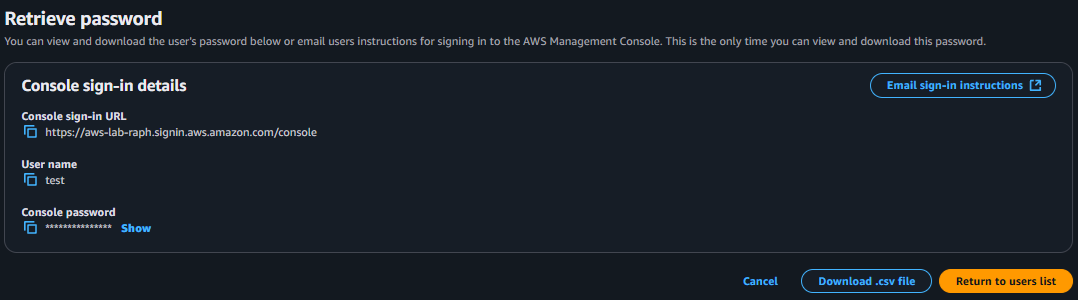 Retrieve password
You can view and download the user's password below or email users instructions for signing in to the AWS Management Console. This is the only time you can view and download this password.
Console sign-in details
Email sign-in instructions
Console sign-in URL
https://aws-lab-raph.signin.aws.amazon.com/console
User name
test
Console password
*************** Show
Cancel
Download .csv file
Return to users list